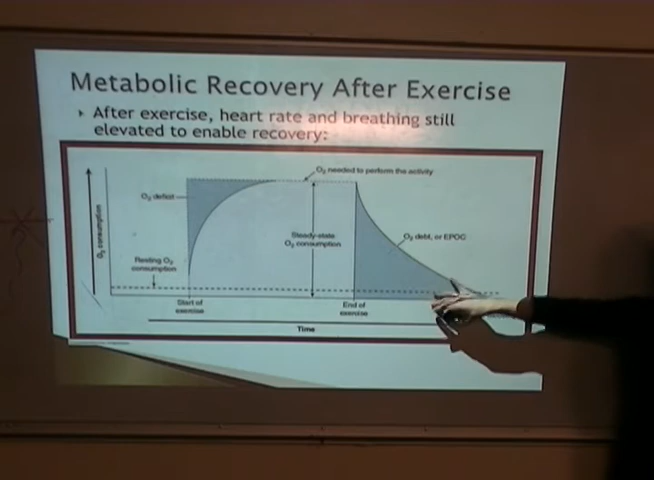 Metabolic Recovery After Exercise
After exercise, heart rate and breathing still
elevated to enable recovery:
O₂ needed to perform the activity
O₂ deficit
O₂ consumption
Steady-state
O₂ consumption
O₂ debt, or EPOC
Resting O₂
consumption
Start of
exercise
End of
exercise
Time